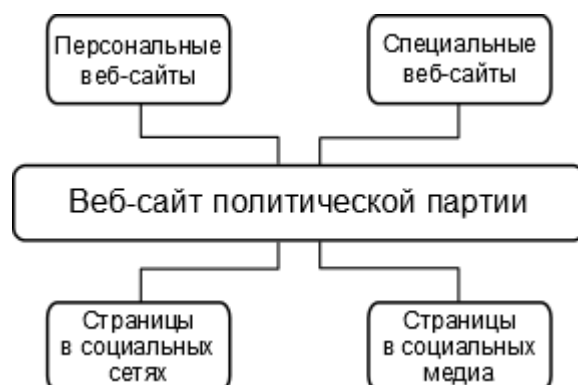 Персональные
веб-сайты
Специальные
веб-сайты
Веб-сайт политической партии
Страницы
в социальных
сетях
Страницы
в социальных
медиа